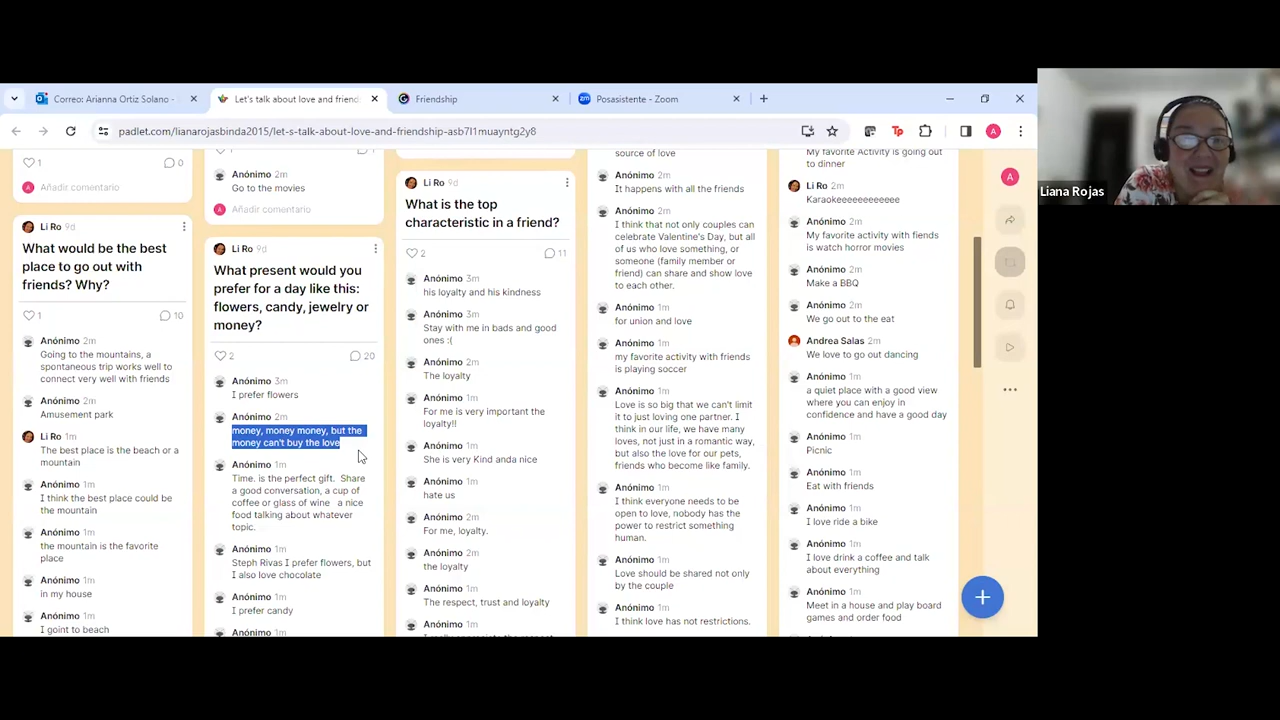 Correo: Arianna Ortiz Solano -
Let's talk about love and friend
Friendship
Posasistente - Zoom
padlet.com/lianarojasbinda2015/let-s-talk-about-love-and-friendship-asb7l1muayntg2y8
Liana Rojas
1
0
Añadir comentario
Li Ro 9d
What would be the best
place to go out with
friends? Why?
1
10
Anónimo 2m
Going to the mountains, a
spontaneous trip works well to
connect very well with friends
Anónimo 2m
Amusement park
Li Ro 1m
The best place is the beach or a
mountain
Anónimo 1m
I think the best place could be
the mountain
Anónimo 1m
the mountain is the favorite
place
Anónimo 1m
in my house
Anónimo 1m
I goint to beach
Anónimo 2m
Go to the movies
Añadir comentario
Li Ro 9d
What present would you
prefer for a day like this:
flowers, candy, jewelry or
money?
2
20
Anónimo 3m
I prefer flowers
Anónimo 2m
money, money money, but the
money can't buy the love
Anónimo 1m
Time. is the perfect gift. Share
a good conversation, a cup of
coffee or glass of wine a nice
food talking about whatever
topic.
Anónimo 1m
Steph Rivas I prefer flowers, but
I also love chocolate
Anónimo 1m
I prefer candy
Anónimo 1m
Li Ro 9d
What is the top
characteristic in a friend?
2
11
Anónimo 3m
his loyalty and his kindness
Anónimo 3m
Stay with me in bads and good
ones :(
Anónimo 2m
The loyalty
Anónimo 1m
For me is very important the
loyalty!!
Anónimo 1m
She is very Kind anda nice
Anónimo 1m
hate us
Anónimo 2m
For me, loyalty.
Anónimo 2m
the loyalty
Anónimo 1m
The respect, trust and loyalty
Anónimo 1m
source of love
Anónimo 2m
It happens with all the friends
Anónimo 2m
I think that not only couples can
celebrate Valentine's Day, but all
of us who love something, or
someone (family member or
friend) can share and show love
to each other.
Anónimo 1m
for union and love
Anónimo 1m
my favorite activity with friends
is playing soccer
Anónimo 1m
Love is so big that we can't limit
it to just loving one partner. I
think in our life, we have many
loves, not just in a romantic way,
but also the love for our pets,
friends who become like family.
Anónimo 1m
I think everyone needs to be
open to love, nobody has the
power to restrict something
human.
Anónimo 1m
Love should be shared not only
by the couple
Anónimo 1m
I think love has not restrictions.
My favorite Activity is going out
to dinner
Li Ro 2m
Karaokeeeeeeeeeeee
Anónimo 2m
My favorite activity with fiends
is watch horror movies
Anónimo 2m
Make a BBQ
Anónimo 2m
We go out to the eat
Andrea Salas 2m
We love to go out dancing
Anónimo 1m
a quiet place with a good view
where you can enjoy in
confidence and have a good day
Anónimo 1m
Picnic
Anónimo 1m
Eat with friends
Anónimo 1m
I love ride a bike
Anónimo 1m
I love drink a coffee and talk
about everything
Anónimo 1m
Meet in a house and play board
games and order food